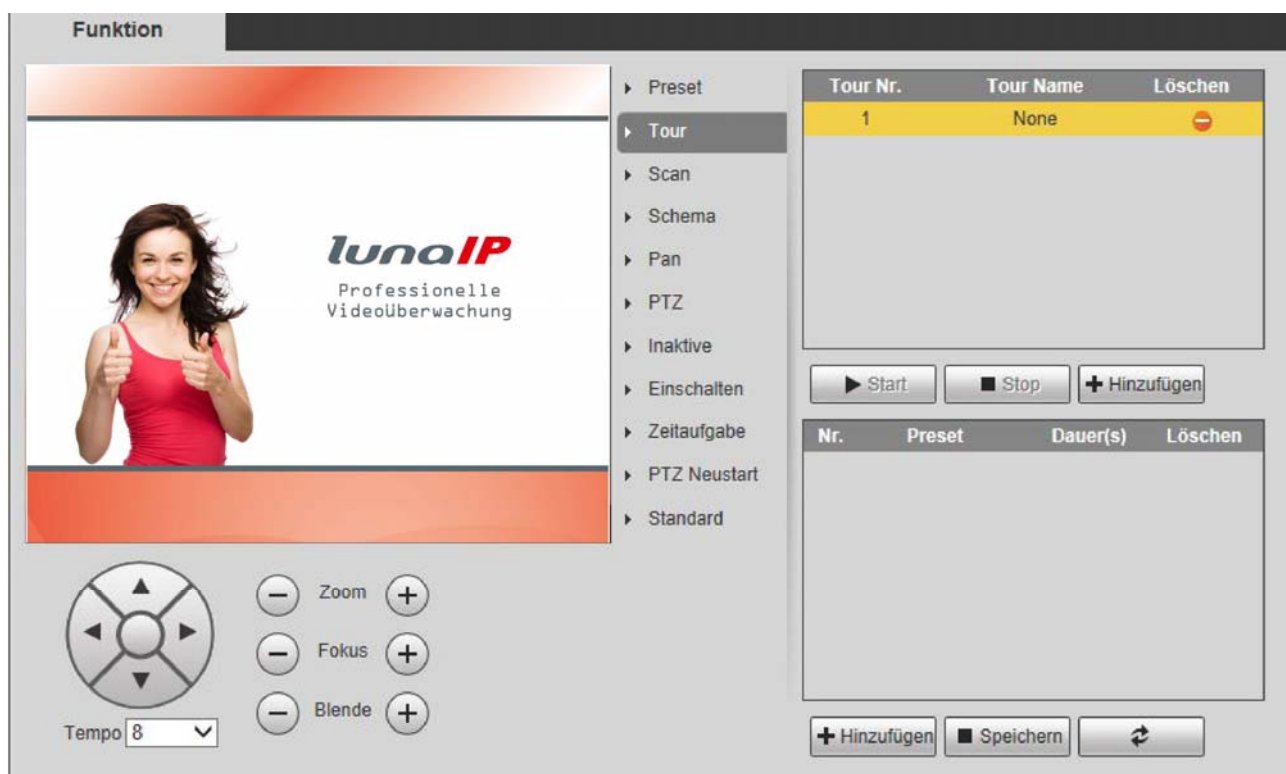 Funktion
lunaIP
Professionelle
Videoüberwachung
Tempo 8
Zoom
Fokus
Blende
Preset
Tour
Scan
Schema
Pan
PTZ
Inaktive
Einschalten
Zeitaufgabe
PTZ Neustart
Standard
Tour Nr. Tour Name Löschen
1 None
Start Stop Hinzufügen
Nr. Preset Dauer(s) Löschen
Hinzufügen Speichern